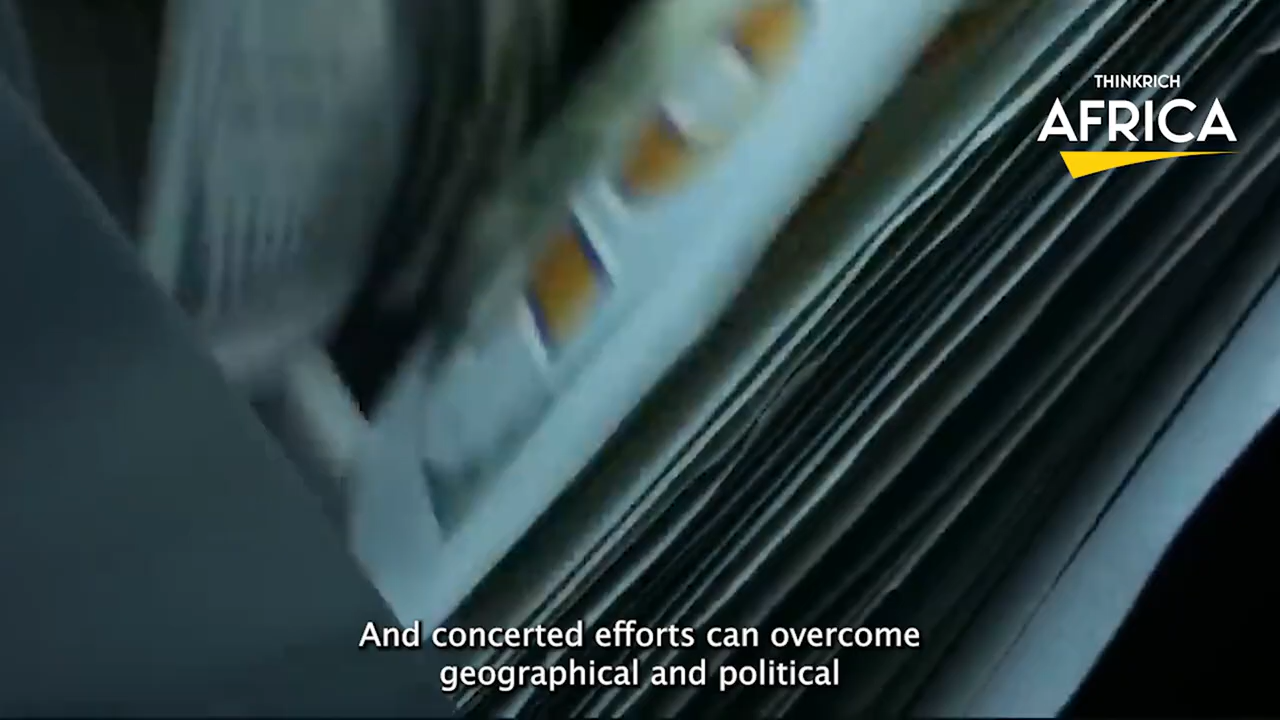 THINKRICH
AFRICA
And concerted efforts can overcome
geographical and political